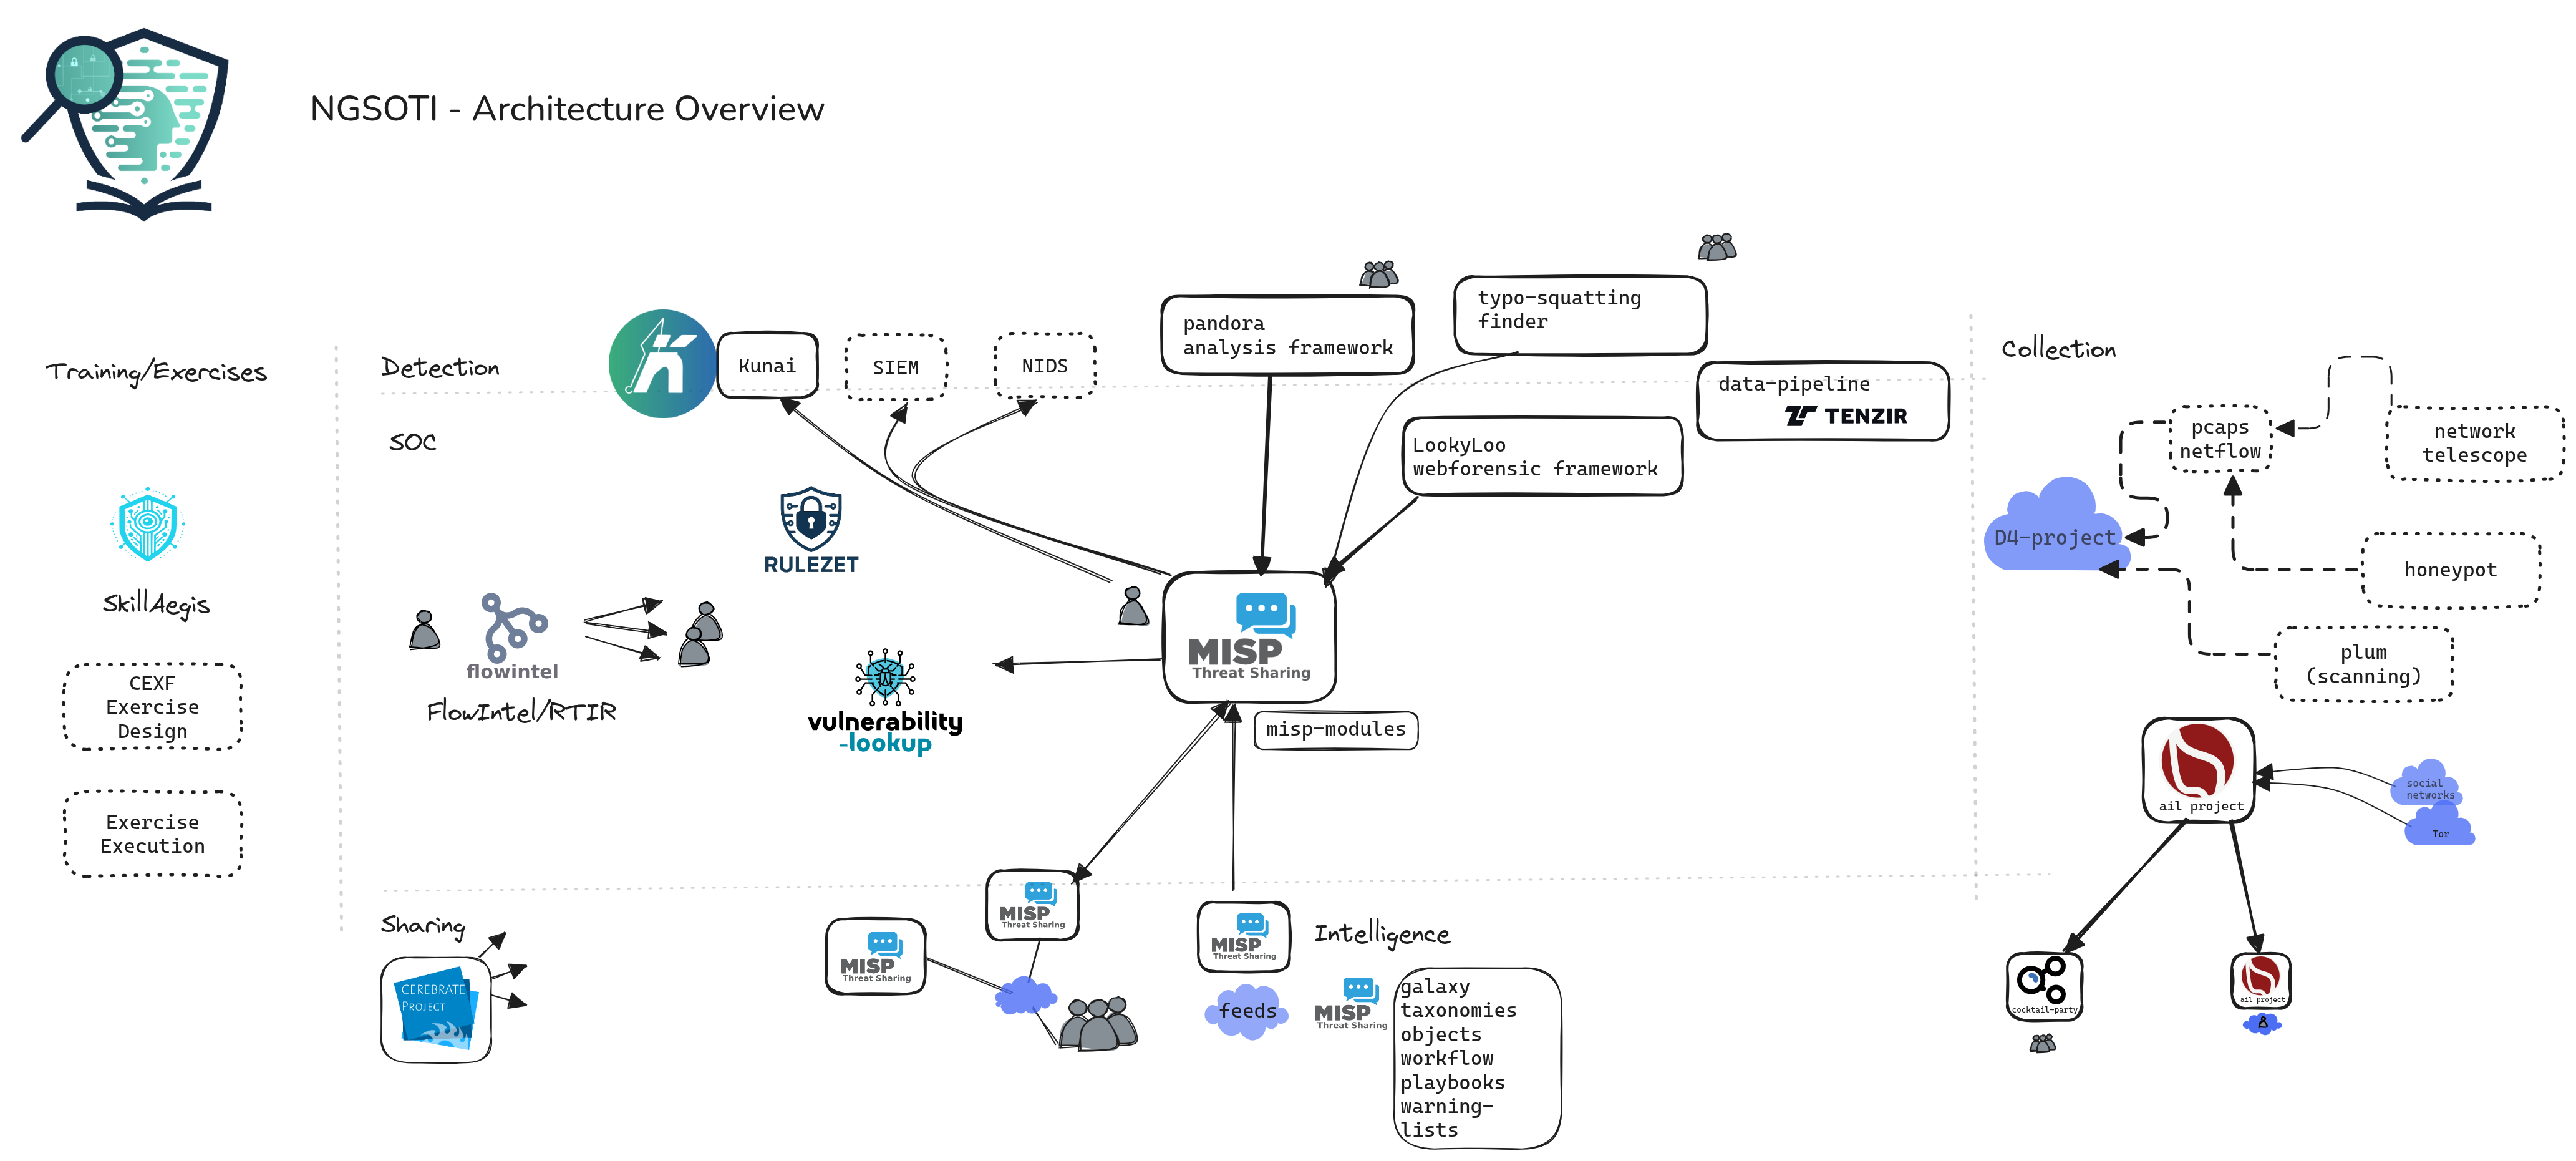 NGSOTI - Architecture Overview
Training/Exercises
SkillAegis
CEXF
Exercise
Design
Exercise
Execution
Detection
Kunai
SIEM
NIDS
pandora
analysis framework
typo-squatting
finder
data-pipeline
TENZIR
LookyLoo
webforensic framework
SOC
RULEZET
flowintel
FlowIntel/RTIR
vulnerability
-lookup
MISP
Threat Sharing
misp-modules
Sharing
CEREBRATE
PROJECT
MISP
Threat Sharing
MISP
Threat Sharing
MISP
Threat Sharing
feeds
Intelligence
MISP
Threat Sharing
galaxy
taxonomies
objects
workflow
playbooks
warning-
lists
Collection
pcaps
netflow
network
telescope
D4-project
honeypot
plum
(scanning)
ail project
social
networks
Tor
cocktail-party
ail project